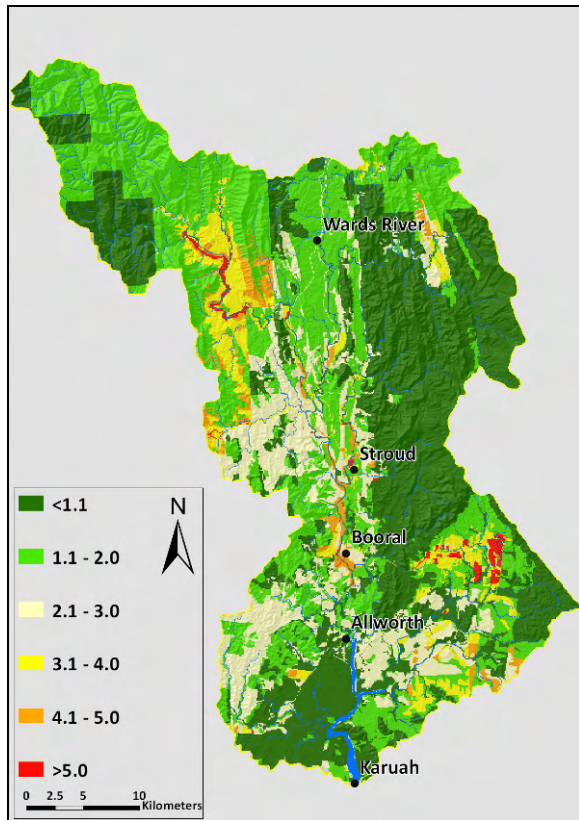 Wards River
Stroud
Booral
Allworth
Karuah
N
<1.1
1.1 - 2.0
2.1 - 3.0
3.1 - 4.0
4.1 - 5.0
>5.0
10 5 2.5 0 10
Kilometers